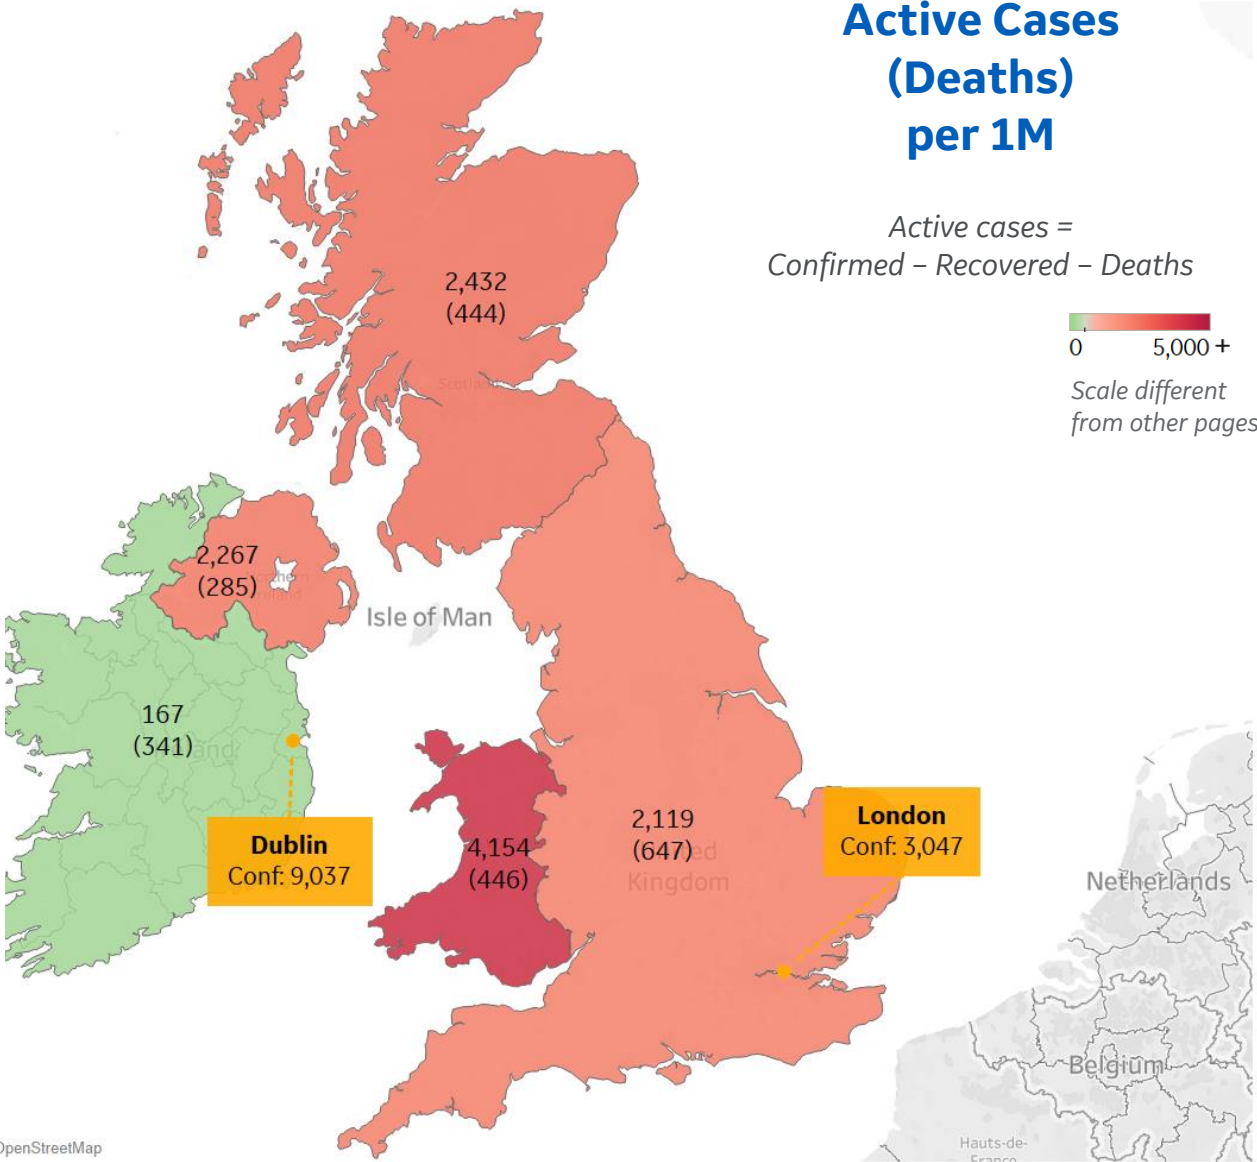 Active Cases
(Deaths)
per 1M
Active cases =
Confirmed – Recovered – Deaths
0 5,000 +
Scale different
from other pages
2,432
(444)
Scotland
2,267
(285)
Isle of Man
167
(341)
Dublin
Conf: 9,037
4,154
(446)
2,119
(647)
Kingdom
London
Conf: 3,047
Netherlands
Belgium
Hauts-de-
France
OpenStreetMap